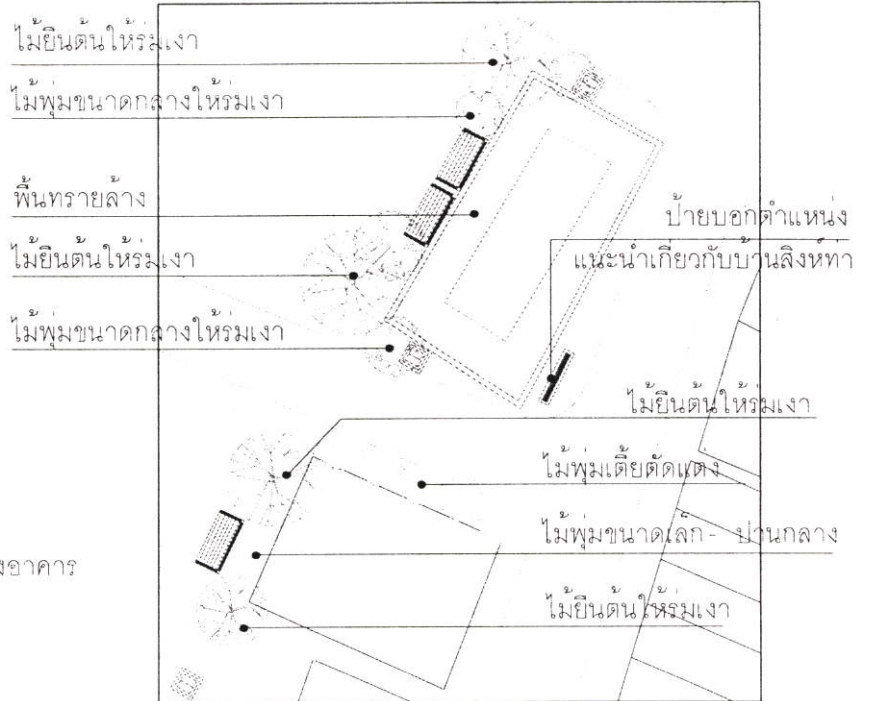 ไม้ยืนต้นให้ร่มเงา
ไม้พุ่มขนาดกลางให้ร่มเงา
พื้นทรายล้าง
ป้ายบอกตำแหน่ง
แนะนำเกี่ยวกับบ้านสิงห์ท่า
ไม้ยืนต้นให้ร่มเงา
ไม้พุ่มขนาดกลางให้ร่มเงา
ไม้ยืนต้นให้ร่มเงา
ไม้พุ่มเตี้ยตัดแต่ง
ไม้พุ่มขนาดเล็ก - ปานกลาง
งอาคาร
ไม้ยืนต้นให้ร่มเงา